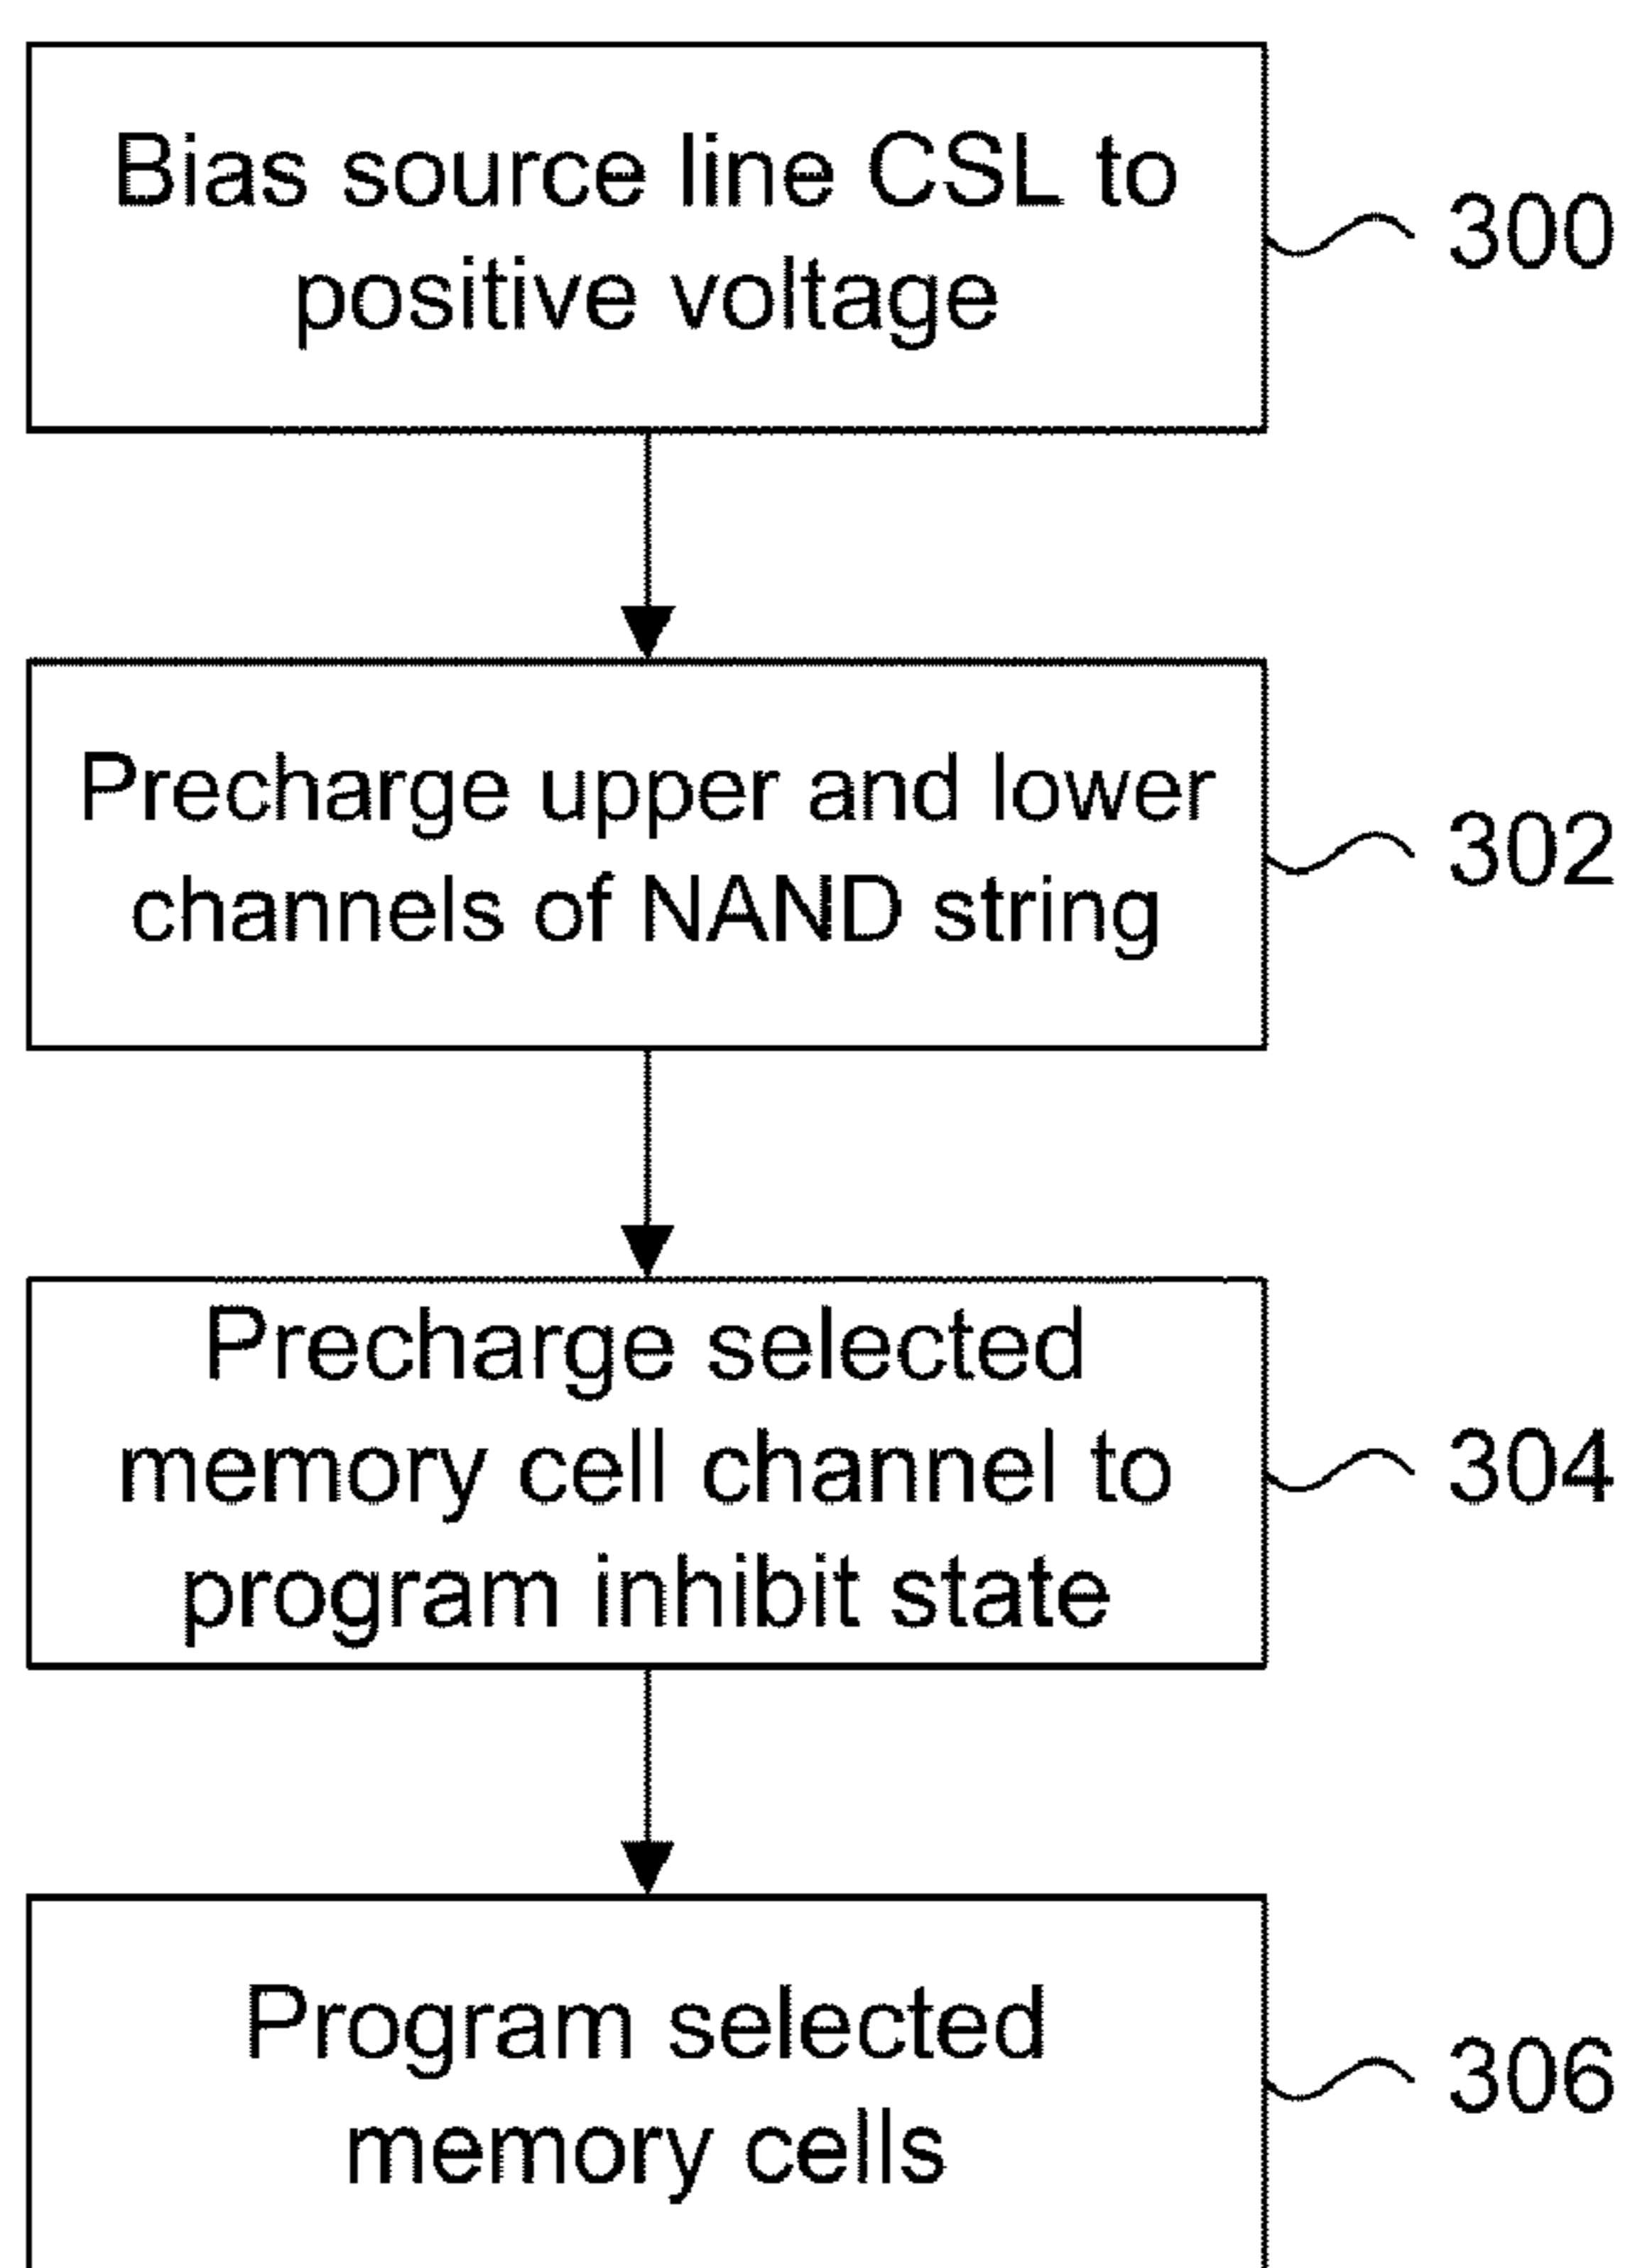 Bias source line CSL to
positive voltage
300
Precharge upper and lower
channels of NAND string
302
Precharge selected
memory cell channel to
program inhibit state
304
Program selected
memory cells
306